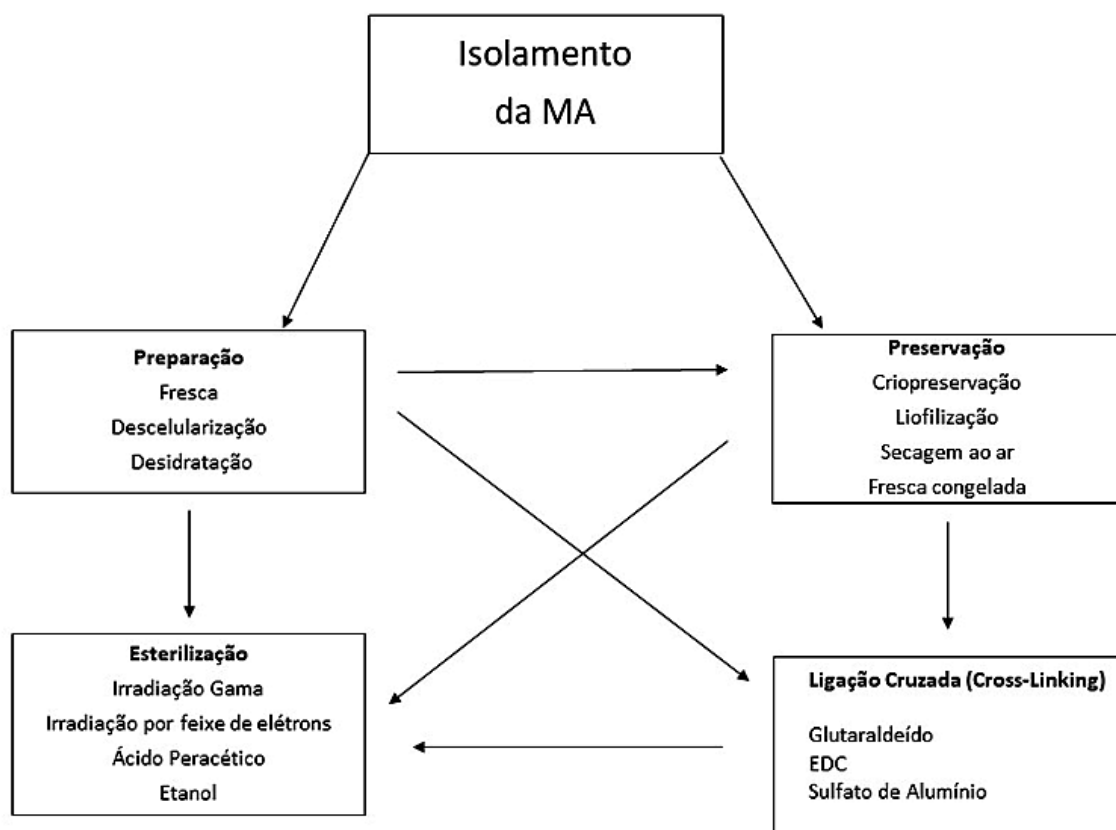 Isolamento
da MA
Preparação
Fresca
Descelularização
Desidratação
Preservação
Criopreservação
Liofilização
Secagem ao ar
Fresca congelada
Esterilização
Irradiação Gama
Irradiação por feixe de elétrons
Ácido Peracético
Etanol
Ligação Cruzada (Cross-Linking)
Glutaraldeído
EDC
Sulfato de Alumínio